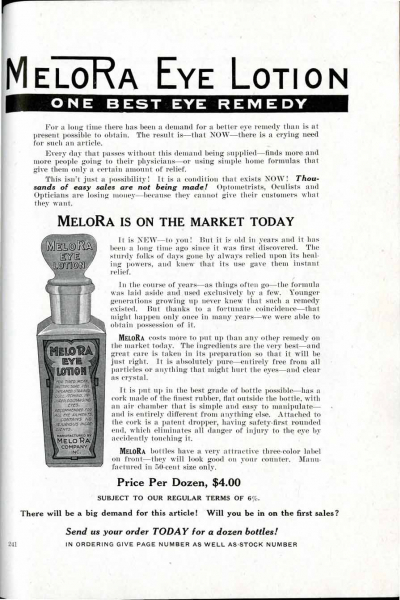 MELORA EYE LOTION
ONE BEST EYE REMEDY
For a long time there has been a demand for a better eye remedy than is at
present possible to obtain. The result is—that NOW—there is a crying need
for such an article.
Every day that passes without this demand being supplied—finds more and
more people going to their physicians—or using simple home formulas that
give them only a certain amount of relief.
This isn't just a possibility! It is a condition that exists NOW! Thou-
sands of easy sales are not being made! Optometrists, Oculists and
Opticians are losing money—because they cannot give their customers what
they want.
MELORA IS ON THE MARKET TODAY
It is NEW—to you! But it is old in years and it has
been a long time since it was first discovered. The
sturdy folks of days gone by always relied upon its heal-
ing powers, and knew that its use gave them instant
relief.
In the course of years—as things often go—the formula
was laid aside and used exclusively by a few. Younger
generations growing up never knew that such a remedy
existed. But thanks to a fortunate coincidence—that
might happen only once in many years—we were able to
obtain possession of it.
MELORA costs more to put up than any other remedy on
the market today. The ingredients are the very best—and
great care is taken in its preparation so that it will be
just right. It is absolutely pure—entirely free from all
particles or anything that might hurt the eyes—and clear
as crystal.
It is put up in the best grade of bottle possible—has a
cork made of the finest rubber, flat outside the bottle, with
an air chamber that is simple and easy to manipulate—
and is entirely different from anything else. Attached to
the cork is a patent dropper, having safety-first rounded
end, which eliminates all danger of injury to the eye by
accidently touching it.
MELORA bottles have a very attractive three-color label
on front—they will look good on your counter. Manu-
factured in 50-cent size only.
MELORA
EYE
LOTION
MELO'RA
EYE
LOTION
MANUFACTURED BY
MELO RA
COMPANY
INC.
Price Per Dozen, $4.00
SUBJECT TO OUR REGULAR TERMS OF 6%.
There will be a big demand for this article! Will you be in on the first sales?
Send us your order TODAY for a dozen bottles!
241
IN ORDERING GIVE PAGE NUMBER AS WELL AS STOCK NUMBER